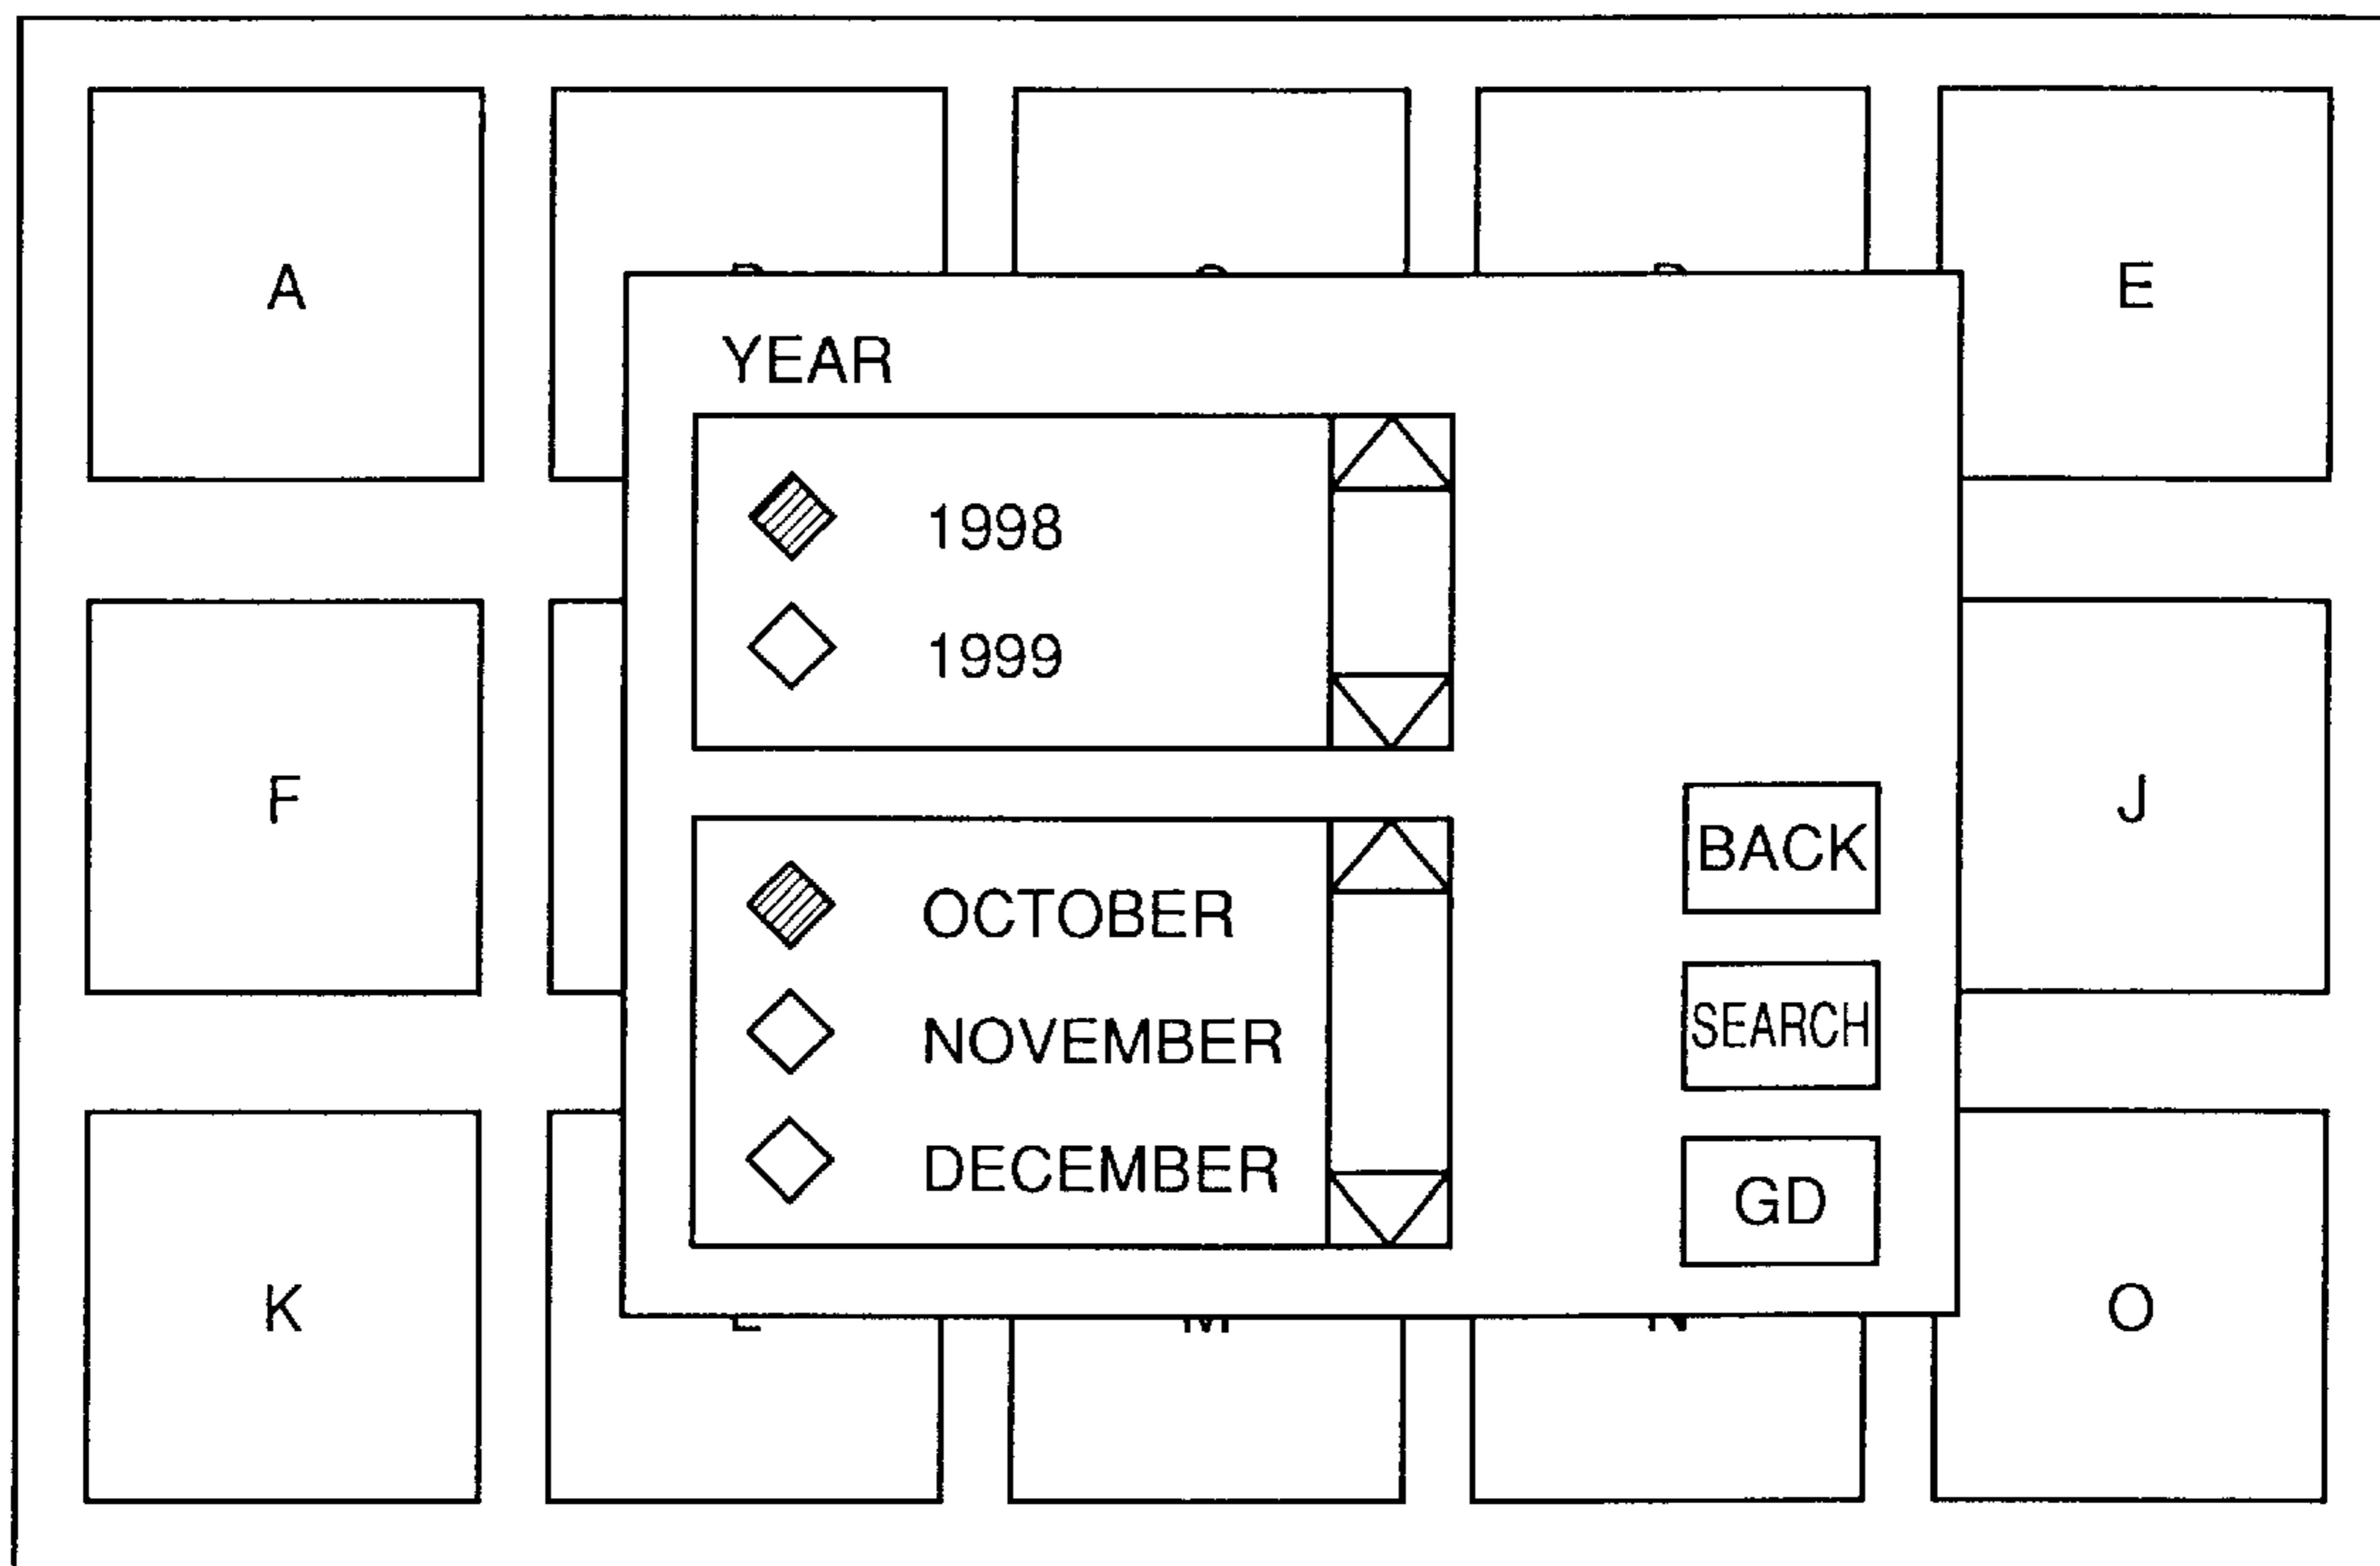 A
E
YEAR
1998
1999
F
J
BACK
OCTOBER
SEARCH
NOVEMBER
DECEMBER
GD
K
M
O